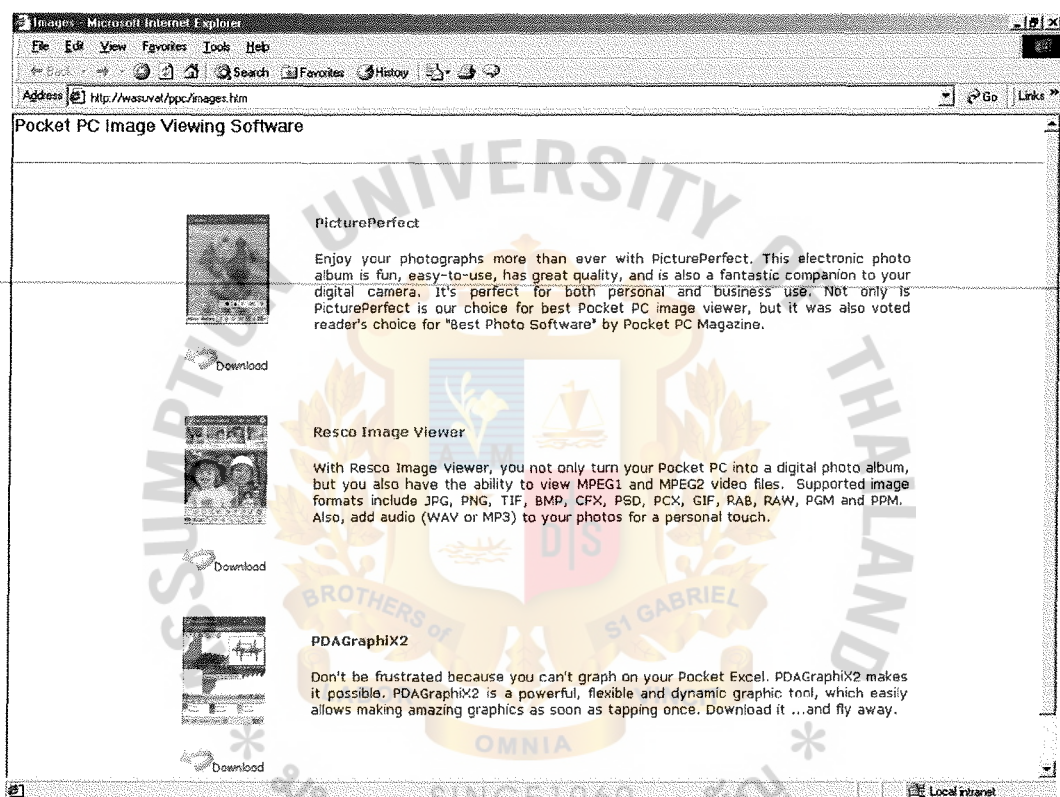 Images - Microsoft Internet Explorer
File Edit View Favorites Tools Help
Back Search Favorites History
Address http://wasuvat/ppc/images.htm Go Links »
Pocket PC Image Viewing Software
PicturePerfect
Enjoy your photographs more than ever with PicturePerfect. This electronic photo
album is fun, easy-to-use, has great quality, and is also a fantastic companion to your
digital camera. It's perfect for both personal and business use. Not only is
PicturePerfect is our choice for best Pocket PC image viewer, but it was also voted
reader's choice for "Best Photo Software" by Pocket PC Magazine.
Download
Resco Image Viewer
With Resco Image Viewer, you not only turn your Pocket PC into a digital photo album,
but you also have the ability to view MPEG1 and MPEG2 video files. Supported image
formats include JPG, PNG, TIF, BMP, CFX, PSD, PCX, GIF, RAB, RAW, PGM and PPM.
Also, add audio (WAV or MP3) to your photos for a personal touch.
Download
PDAGraphiX2
Don't be frustrated because you can't graph on your Pocket Excel. PDAGraphiX2 makes
it possible. PDAGraphiX2 is a powerful, flexible and dynamic graphic tool, which easily
allows making amazing graphics as soon as tapping once. Download it ...and fly away.
Download
Local intranet
ASSUMPTION UNIVERSITY OF THAILAND
A M
D S
BROTHERS OF ST GABRIEL
LABOR VINCIT
OMNIA
SINCE 1969